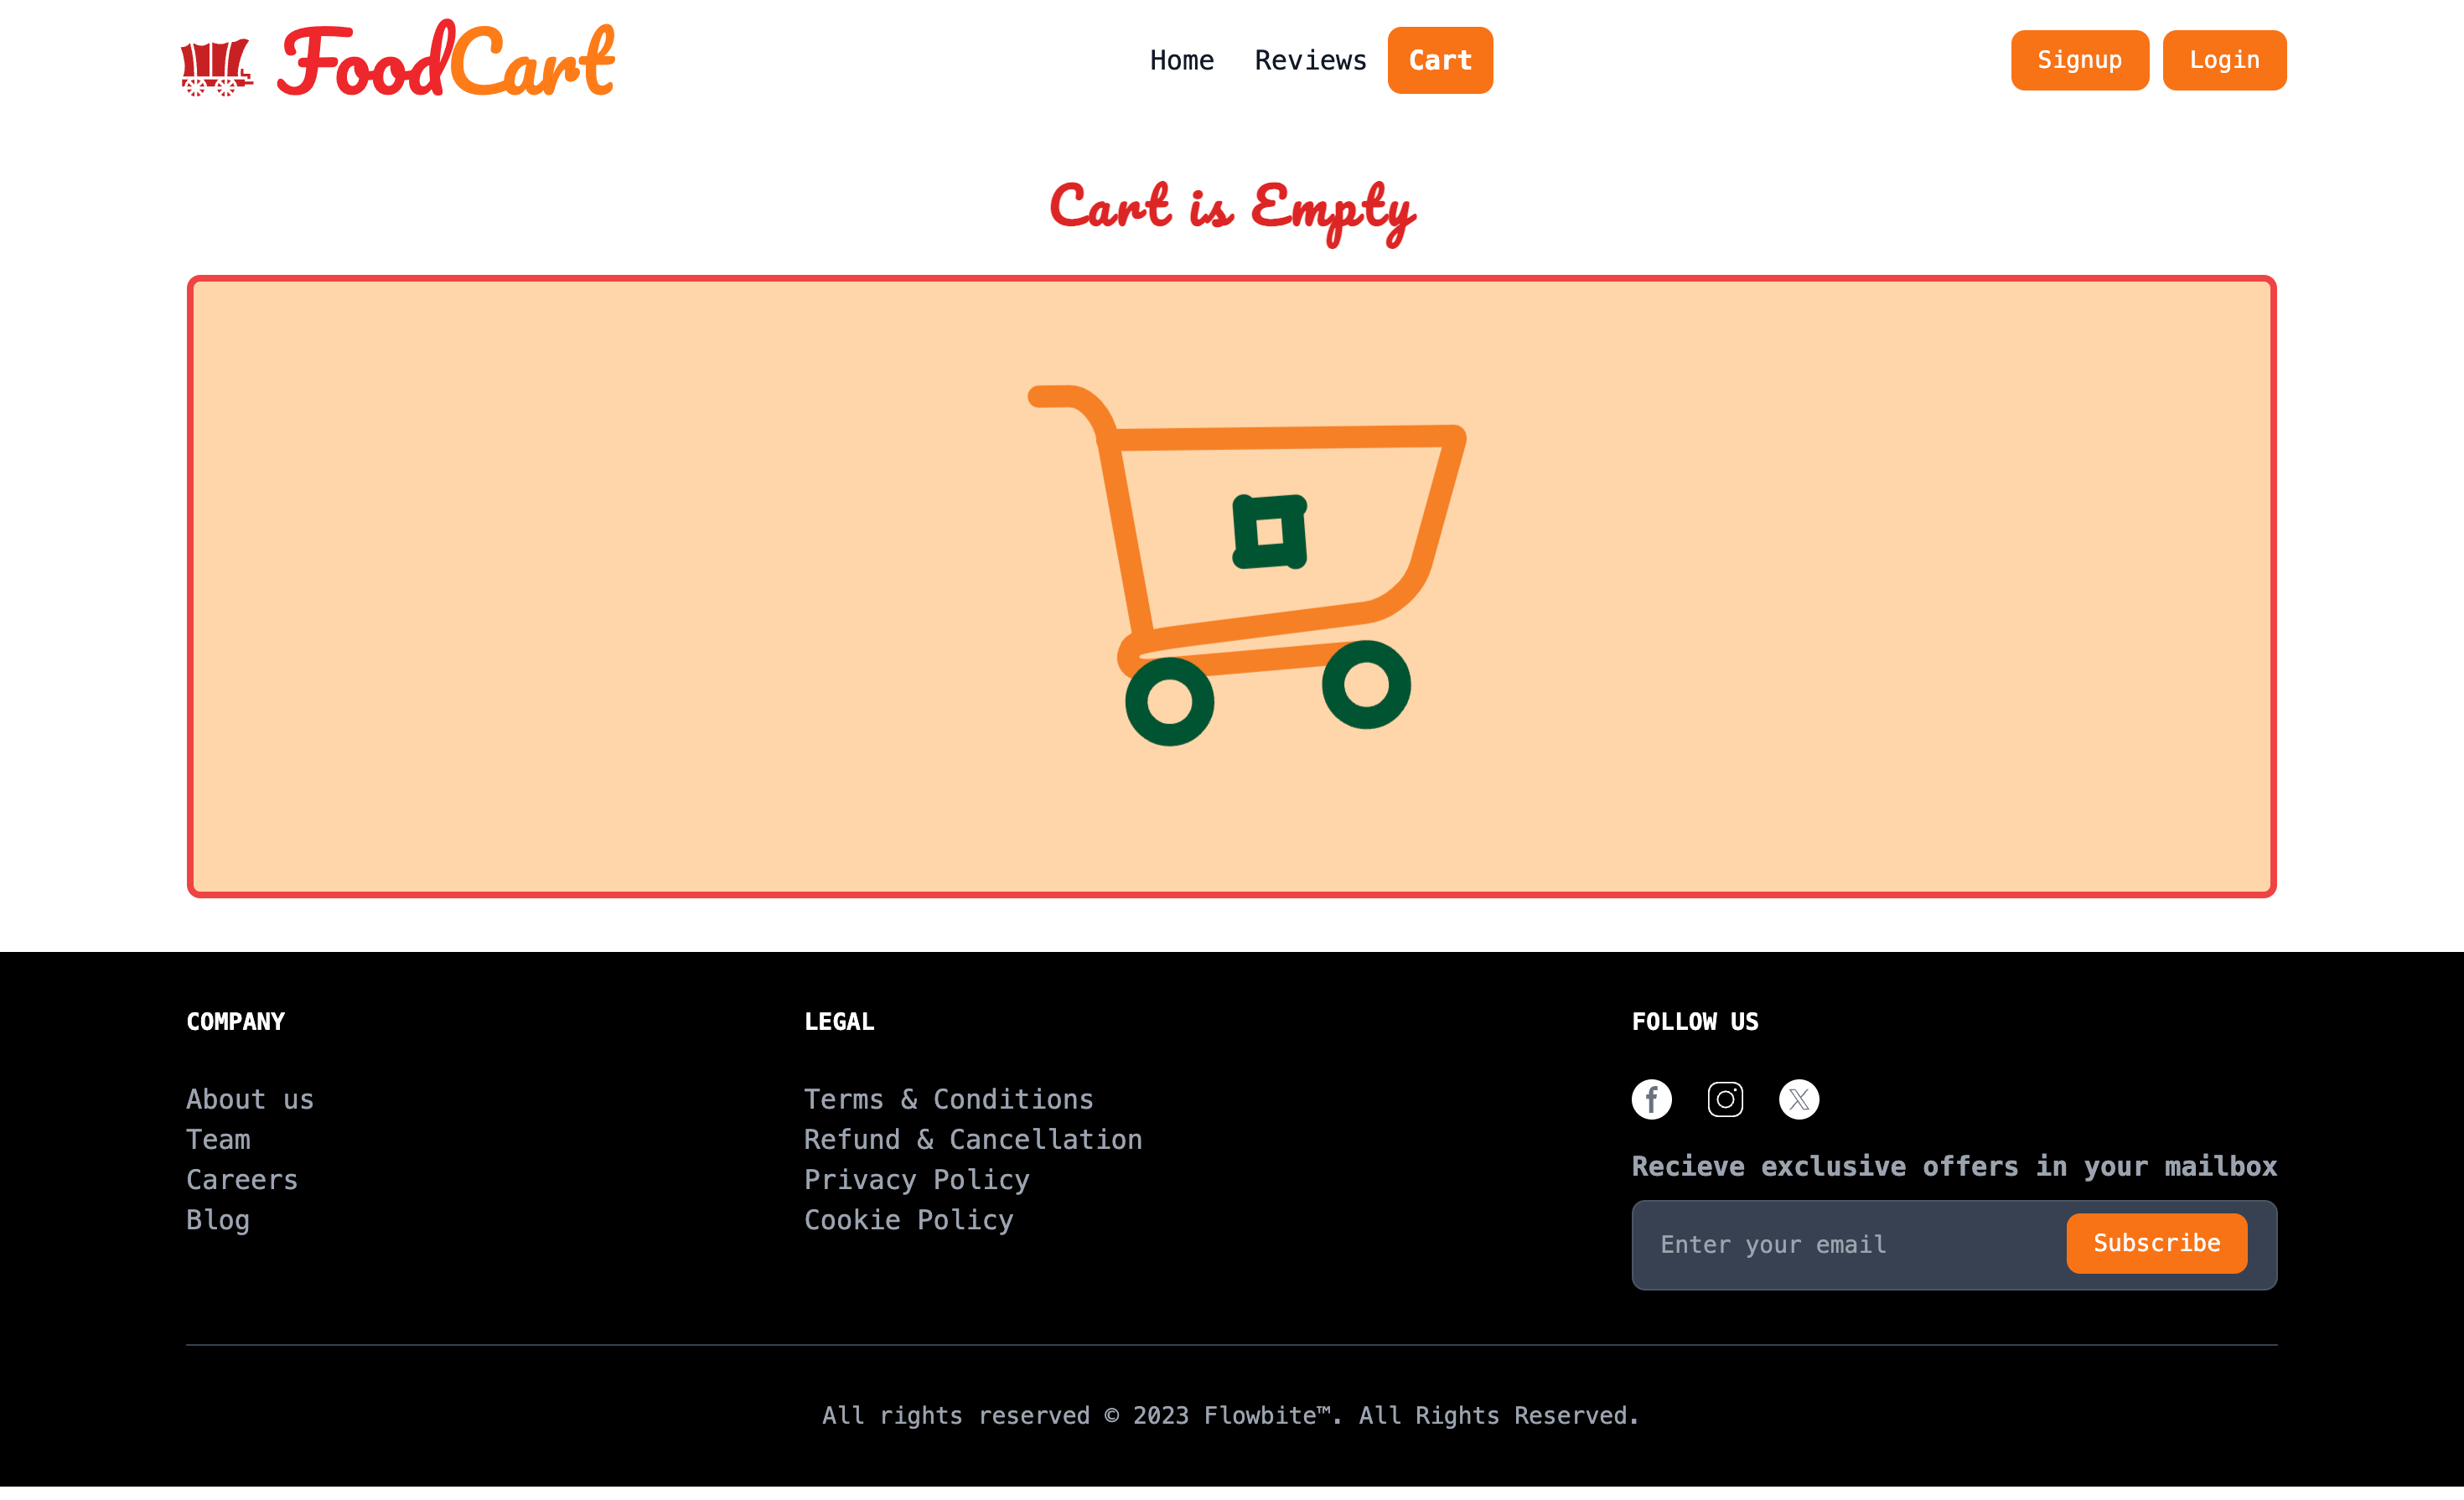 FoodCart
Home Reviews Cart
Signup Login
Cart is Empty
COMPANY
About us
Team
Careers
Blog
LEGAL
Terms & Conditions
Refund & Cancellation
Privacy Policy
Cookie Policy
FOLLOW US
Recieve exclusive offers in your mailbox
Enter your email Subscribe
All rights reserved © 2023 Flowbite™. All Rights Reserved.